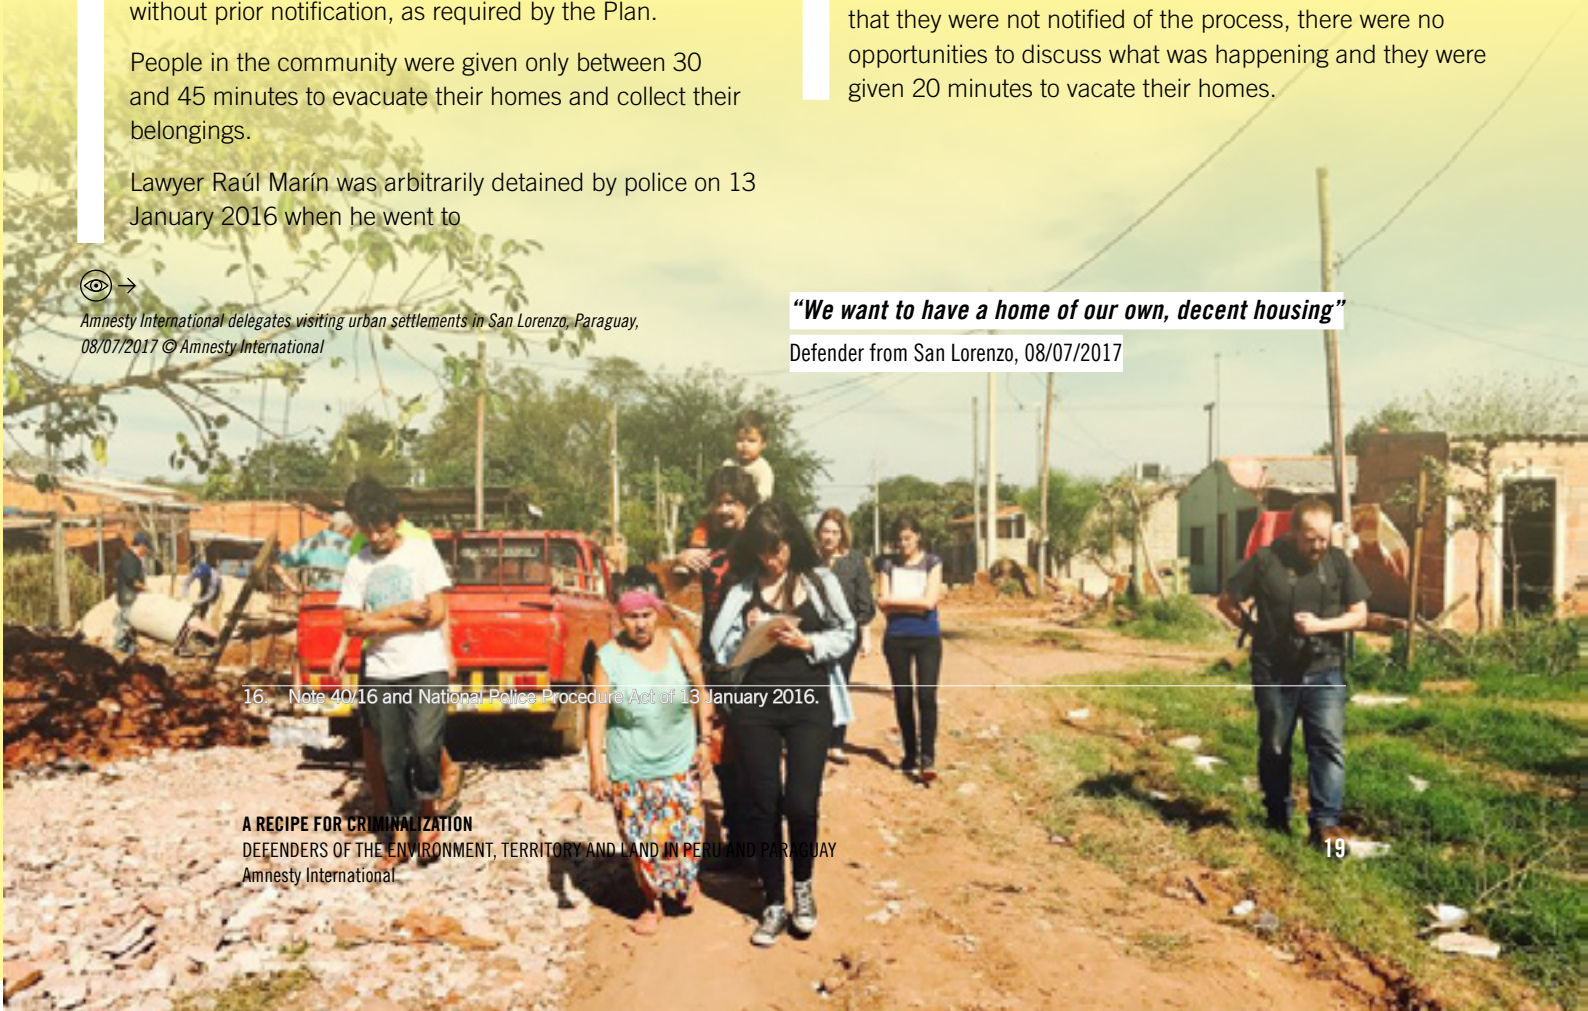 without prior notification, as required by the Plan.
People in the community were given only between 30
and 45 minutes to evacuate their homes and collect their
belongings.
Lawyer Raúl Marín was arbitrarily detained by police on 13
January 2016 when he went to
that they were not notified of the process, there were no
opportunities to discuss what was happening and they were
given 20 minutes to vacate their homes.
Amnesty International delegates visiting urban settlements in San Lorenzo, Paraguay,
08/07/2017 © Amnesty International
“We want to have a home of our own, decent housing”
Defender from San Lorenzo, 08/07/2017
16. Note 40/16 and National Police Procedure Act of 13 January 2016.
A RECIPE FOR CRIMINALIZATION
DEFENDERS OF THE ENVIRONMENT, TERRITORY AND LAND IN PERU AND PARAGUAY
Amnesty International
19